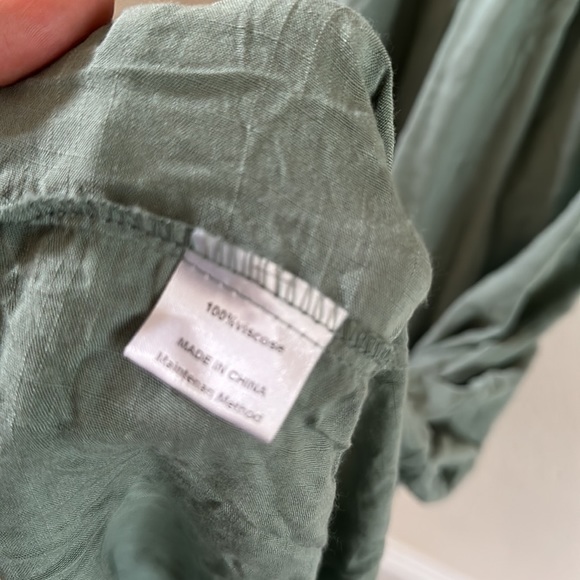 100%viscose
MADE IN CHINA
Maintenan Method